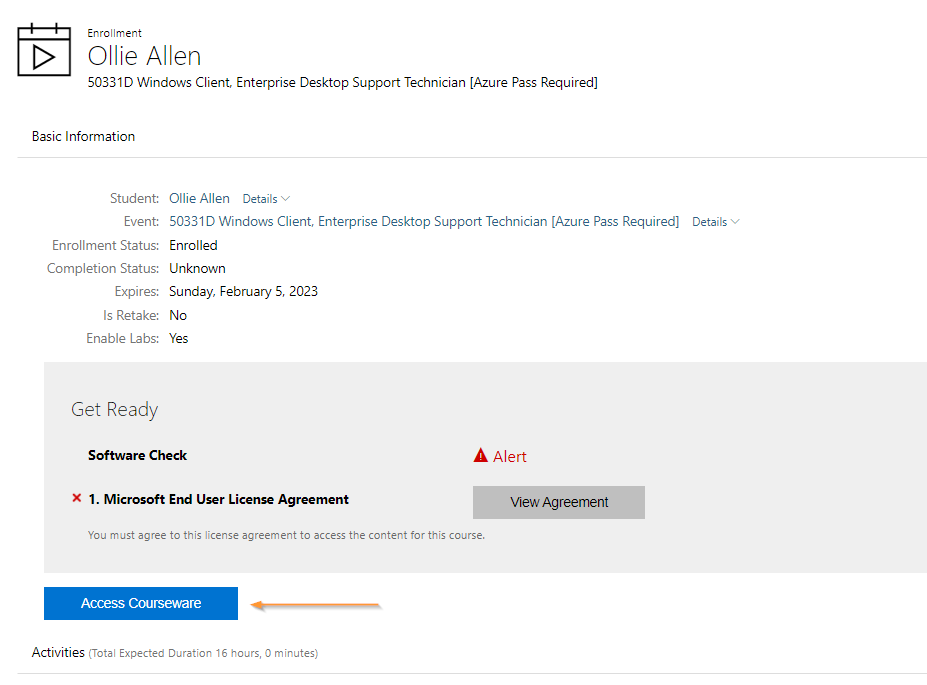 Enrollment
Ollie Allen
50331D Windows Client, Enterprise Desktop Support Technician [Azure Pass Required]
Basic Information
Student: Ollie Allen Details
Event: 50331D Windows Client, Enterprise Desktop Support Technician [Azure Pass Required] Details
Enrollment Status: Enrolled
Completion Status: Unknown
Expires: Sunday, February 5, 2023
Is Retake: No
Enable Labs: Yes
Get Ready
Software Check Alert
1. Microsoft End User License Agreement View Agreement
You must agree to this license agreement to access the content for this course.
Access Courseware
Activities (Total Expected Duration 16 hours, 0 minutes)